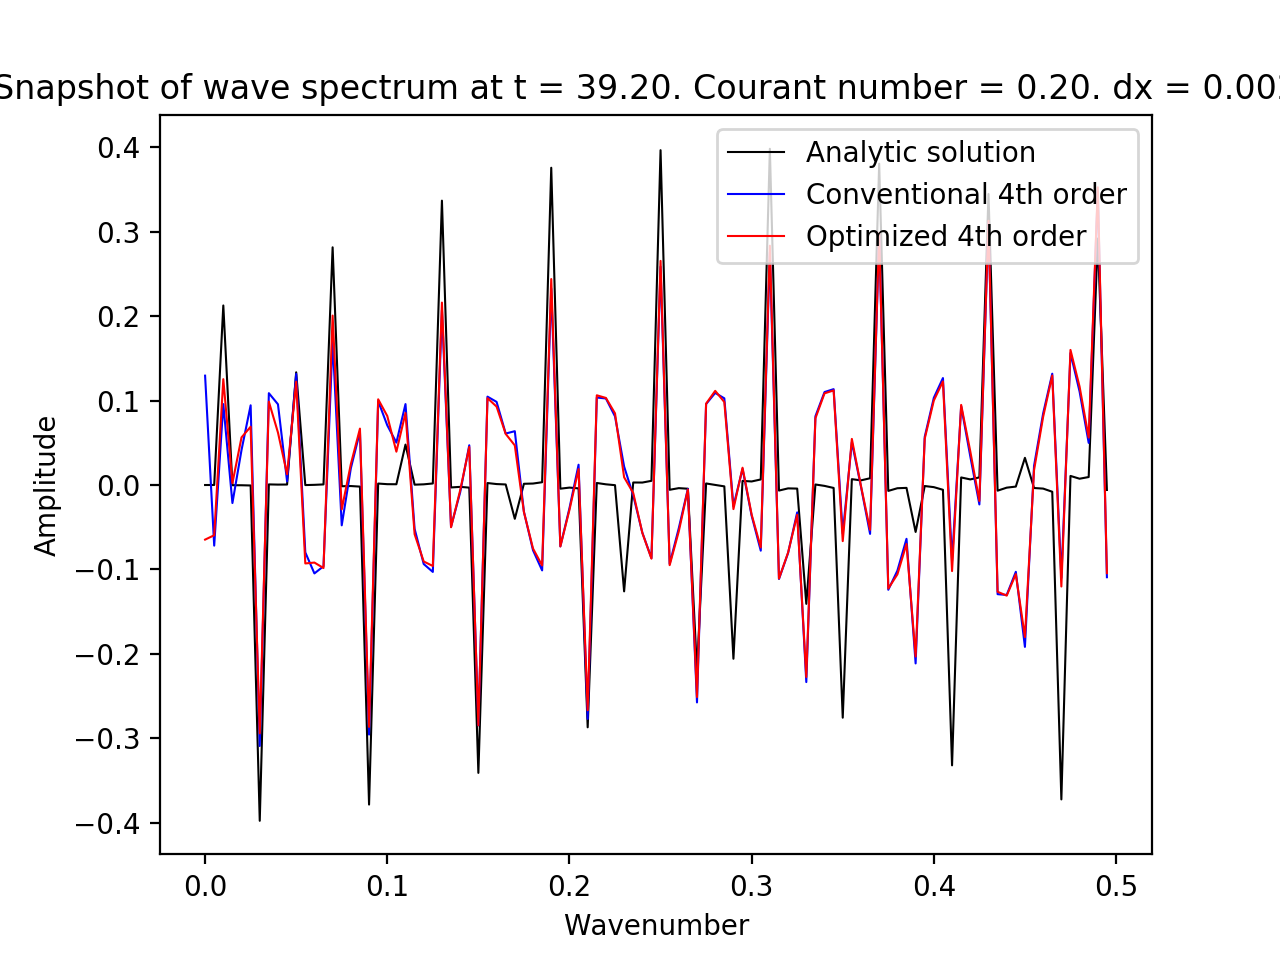 Snapshot of wave spectrum at t = 39.20. Courant number = 0.20. dx = 0.00
Analytic solution
Conventional 4th order
Optimized 4th order
Amplitude
0.4
0.3
0.2
0.1
0.0
−0.1
−0.2
−0.3
−0.4
0.0 0.1 0.2 0.3 0.4 0.5
Wavenumber